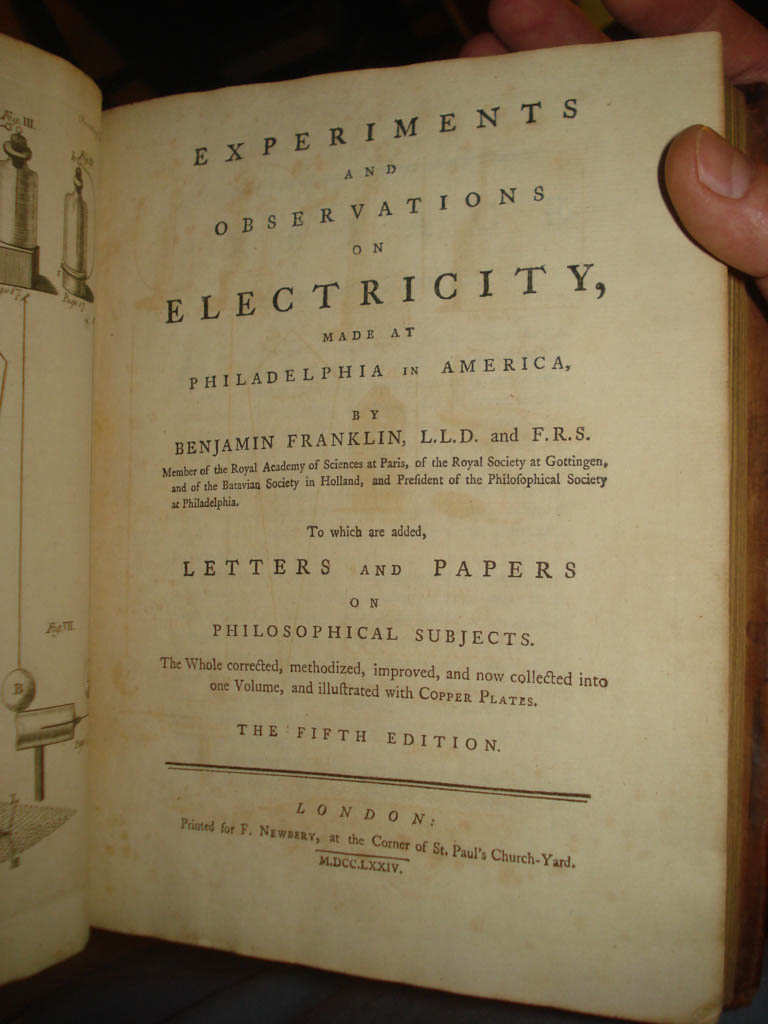 Fig. III.
B
Fig. VII.
EXPERIMENTS
AND
OBSERVATIONS
ON
ELECTRICITY,
MADE AT
PHILADELPHIA IN AMERICA,
BY
BENJAMIN FRANKLIN, L.L.D. and F.R.S.
Member of the Royal Academy of Sciences at Paris, of the Royal Society at Gottingen,
and of the Batavian Society in Holland, and Preſident of the Philoſophical Society
at Philadelphia.
To which are added,
LETTERS AND PAPERS
ON
PHILOSOPHICAL SUBJECTS.
The Whole corrected, methodized, improved, and now collected into
one Volume, and illuſtrated with COPPER PLATES.
THE FIFTH EDITION.
LONDON:
Printed for F. NEWBERY, at the Corner of St. Paul's Church-Yard.
M.DCC.LXXIV.